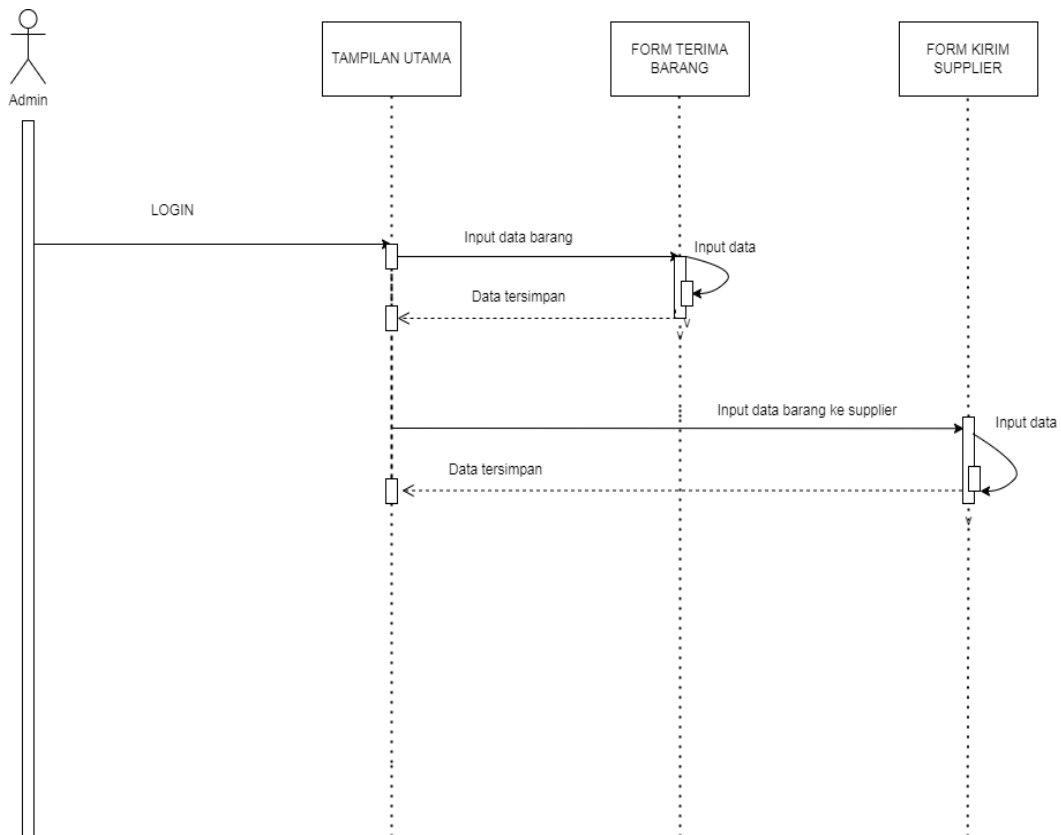 TAMPILAN UTAMA
FORM TERIMA
BARANG
FORM KIRIM
SUPPLIER
Admin
LOGIN
Input data barang
Input data
Data tersimpan
Input data barang ke supplier
Input data
Data tersimpan